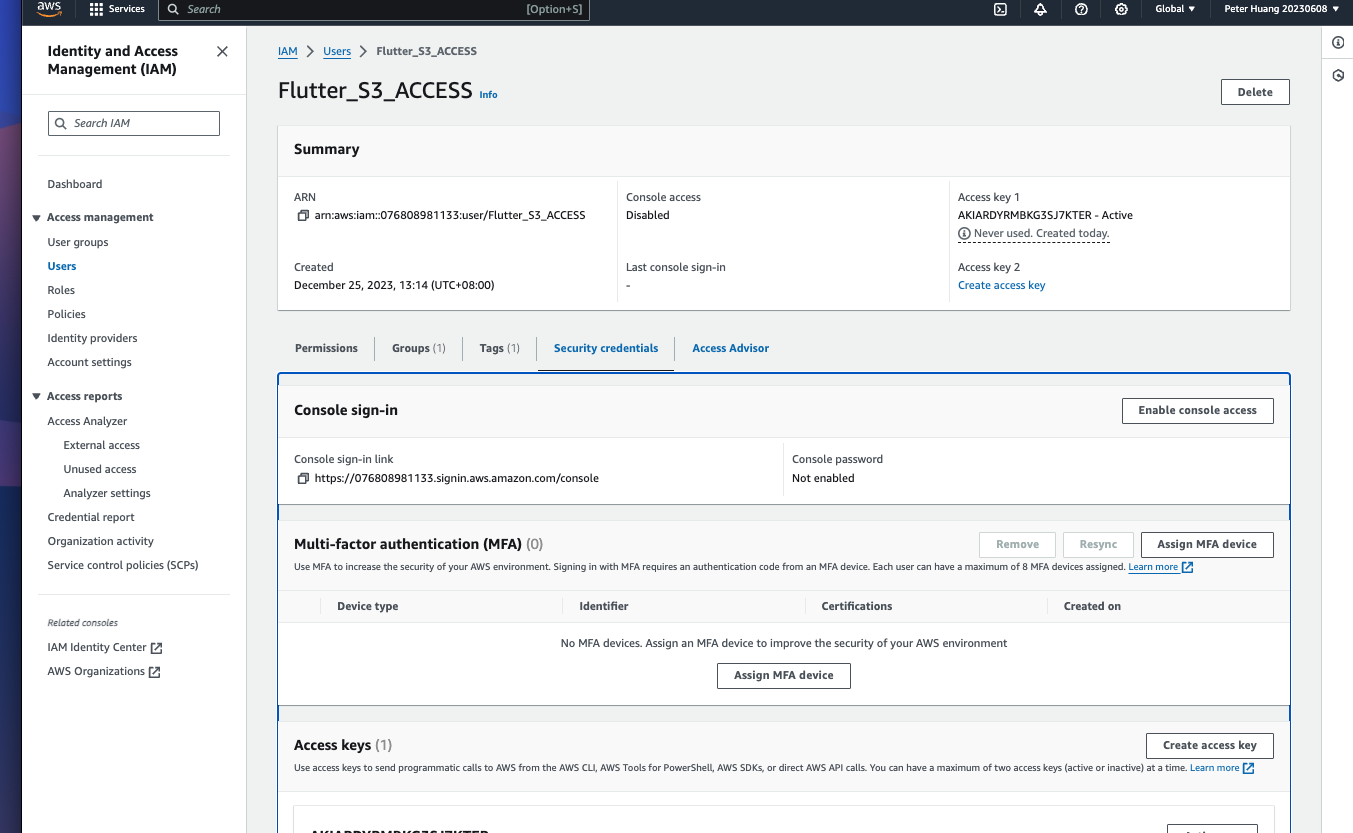 aws
Services
Search
[Option+S]
Global
Peter Huang 20230608
Identity and Access
Management (IAM)
Search IAM
Dashboard
Access management
User groups
Users
Roles
Policies
Identity providers
Account settings
Access reports
Access Analyzer
External access
Unused access
Analyzer settings
Credential report
Organization activity
Service control policies (SCPs)
Related consoles
IAM Identity Center
AWS Organizations
IAM > Users > Flutter_S3_ACCESS
Flutter_S3_ACCESS Info
Delete
Summary
ARN
arn:aws:iam::076808981133:user/Flutter_S3_ACCESS
Console access
Disabled
Access key 1
AKIARDYRMBKG3SJ7KTER - Active
Never used. Created today.
Created
December 25, 2023, 13:14 (UTC+08:00)
Last console sign-in
-
Access key 2
Create access key
Permissions
Groups (1)
Tags (1)
Security credentials
Access Advisor
Console sign-in
Enable console access
Console sign-in link
https://076808981133.signin.aws.amazon.com/console
Console password
Not enabled
Multi-factor authentication (MFA) (0)
Remove
Resync
Assign MFA device
Use MFA to increase the security of your AWS environment. Signing in with MFA requires an authentication code from an MFA device. Each user can have a maximum of 8 MFA devices assigned. Learn more
Device type
Identifier
Certifications
Created on
No MFA devices. Assign an MFA device to improve the security of your AWS environment
Assign MFA device
Access keys (1)
Create access key
Use access keys to send programmatic calls to AWS from the AWS CLI, AWS Tools for PowerShell, AWS SDKs, or direct AWS API calls. You can have a maximum of two access keys (active or inactive) at a time. Learn more
AKIARDYRMBKG3SJ7KTER